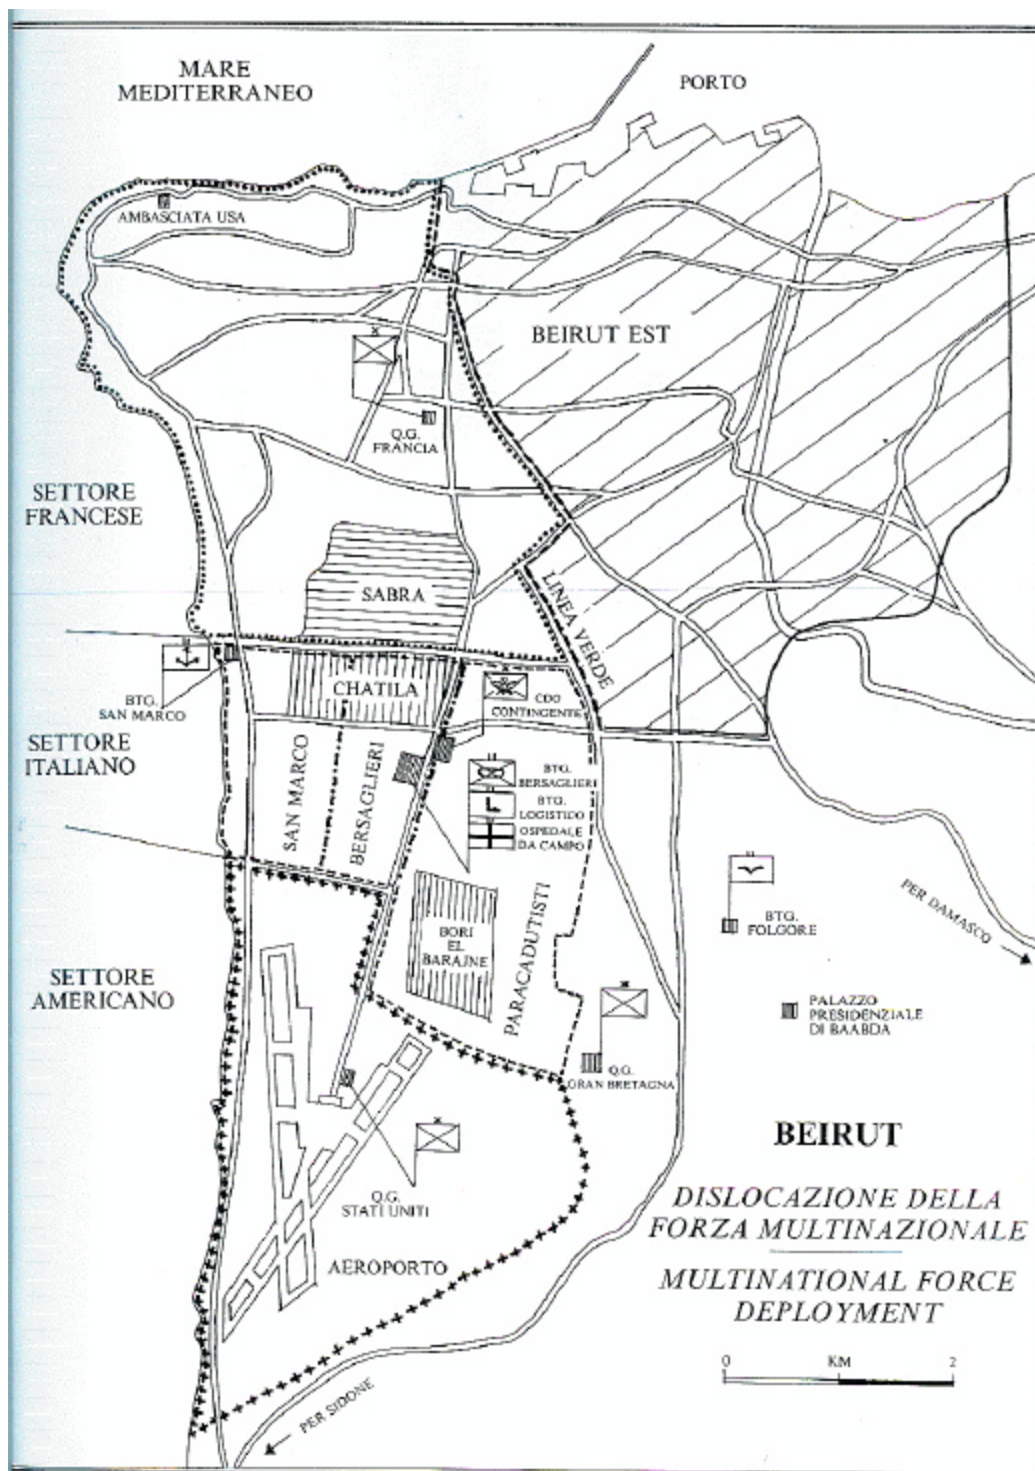 MARE
MEDITERRANEO
PORTO
AMBASCIATA USA
BEIRUT EST
Q.G.
FRANCIA
SETTORE
FRANCESE
SABRA
LINEA VERDE
CHATILA
CDO
CONTINGENTE
BTG.
SAN MARCO
SETTORE
ITALIANO
SAN MARCO
BERSAGLIERI
BTG.
BERSAGLIERI
BTG.
LOGISTICO
OSPEDALE
DA CAMPO
BORI
EL
BARAJNE
PARACADUTISTI
BTG.
FOLGORE
PER DAMASCO
SETTORE
AMERICANO
PALAZZO
PRESIDENZIALE
DI BAABDA
Q.G.
GRAN BRETAGNA
Q.G.
STATI UNITI
AEROPORTO
BEIRUT
DISLOCAZIONE DELLA
FORZA MULTINAZIONALE
MULTINATIONAL FORCE
DEPLOYMENT
0 KM 2
PER SIDONE